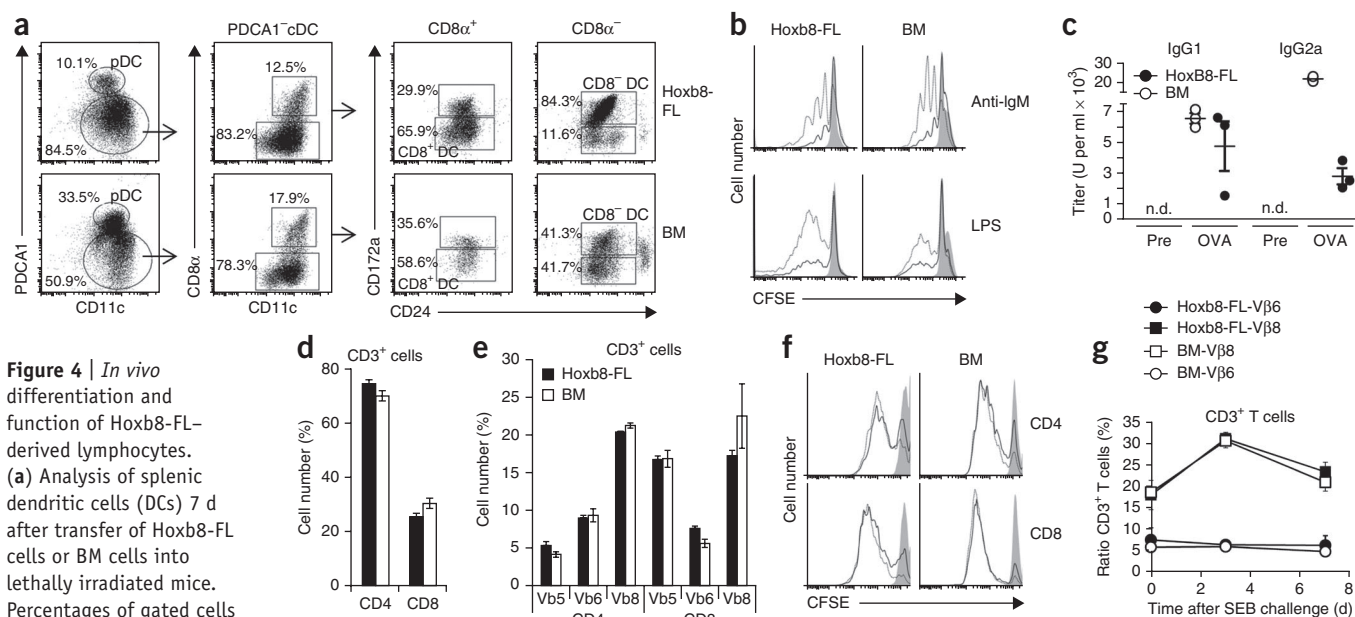 a
PDCA1⁻cDC
CD8α⁺
CD8α⁻
10.1%
pDC
84.5%
12.5%
83.2%
29.9%
65.9%
CD8⁺ DC
CD8⁻ DC
84.3%
11.6%
Hoxb8-
FL
33.5%
pDC
50.9%
17.9%
78.3%
35.6%
58.6%
CD8⁺ DC
CD8⁻ DC
41.3%
41.7%
BM
PDCA1
CD11c
CD8α
CD11c
CD172a
CD24
b
Hoxb8-FL
BM
Anti-IgM
LPS
Cell number
CFSE
c
IgG1
IgG2a
HoxB8-FL
BM
Titer (U per ml × 10³)
30
20
10
7
5
3
1
0
n.d.
n.d.
Pre
OVA
Pre
OVA
Figure 4 | In vivo
differentiation and
function of Hoxb8-FL–
derived lymphocytes.
(a) Analysis of splenic
dendritic cells (DCs) 7 d
after transfer of Hoxb8-FL
cells or BM cells into
lethally irradiated mice.
Percentages of gated cells
d
CD3⁺ cells
Cell number (%)
80
60
40
20
0
CD4
CD8
e
CD3⁺ cells
Hoxb8-FL
BM
Cell number (%)
30
25
20
15
10
5
0
Vb5
Vb6
Vb8
Vb5
Vb6
Vb8
f
Hoxb8-FL
BM
CD4
CD8
Cell number
CFSE
Hoxb8-FL-Vβ6
Hoxb8-FL-Vβ8
BM-Vβ8
BM-Vβ6
g
CD3⁺ T cells
Ratio CD3⁺ T cells (%)
35
30
25
20
15
10
5
0
0
2
4
6
8
Time after SEB challenge (d)